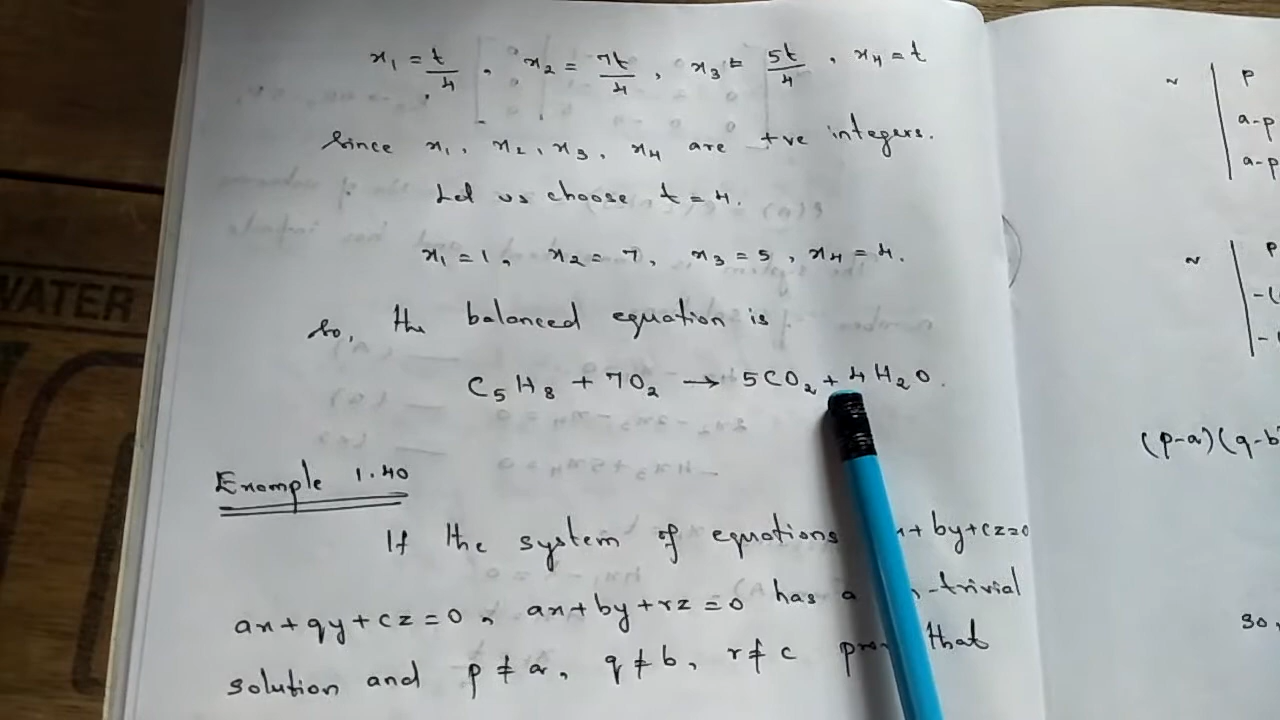 x₁ = t/4, x₂ = 7t/4, x₃ = 5t/4, x₄ = t
Since x₁, x₂, x₃, x₄ are +ve integers.
Let us choose t = 4.
x₁ = 1, x₂ = 7, x₃ = 5, x₄ = 4.
So, the balanced equation is
C₅H₈ + 7O₂ → 5CO₂ + 4H₂O.
Example 1.40
If the system of equations + by+cz=0
ax+qy+cz=0, ax+by+rz=0 has a -trivial
solution and p≠a, q≠b, r≠c that
~ | p
a-p
a-p
~ | p
-(
-(
(p-a)(q-b
so,
WATER